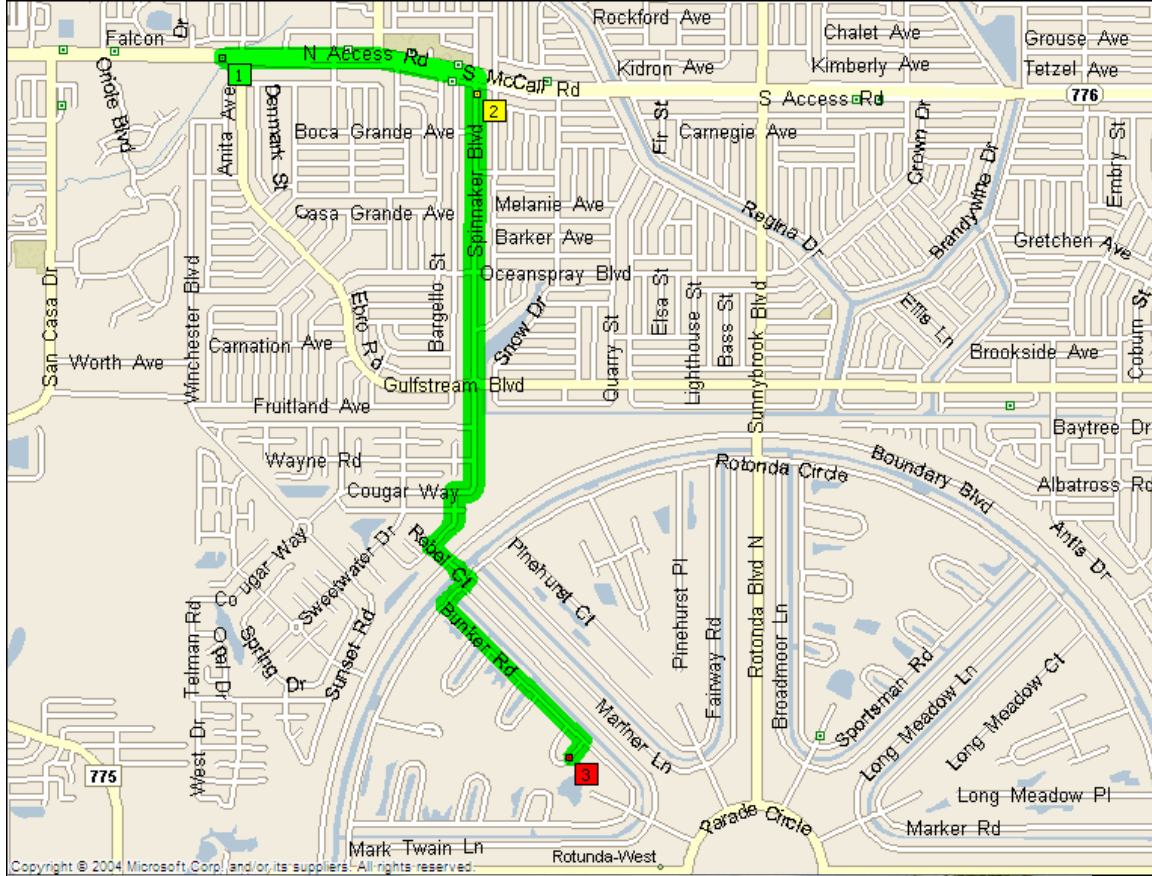 Rockford Ave
Falcon
Dr
Chalet Ave
Grouse Ave
N Access Rd
Kidron Ave
Kimberly Ave
Tetzel Ave
S McCall Rd
1
S Access Rd
776
2
Oriole Blvd
Anita Ave
Denmark St
Boca Grande Ave
Spinnaker Blvd
Fir St
Carnegie Ave
Crown Dr
Embry St
Casa Grande Ave
Melanie Ave
Regina Dr
Brandywine Dr
Barker Ave
Gretchen Ave
San Casa Dr
Winchester Blvd
Bargello St
Oceanspray Blvd
Elsa St
Lighthouse St
Bass St
Sunnybrook Blvd
Ellis Ln
Coburn St
Ebro Rd
Snow Dr
Quarry St
Carnation Ave
Brookside Ave
Worth Ave
Gulfstream Blvd
Fruitland Ave
Baytree Dr
Wayne Rd
Rotonda Circle
Boundary Blvd
Cougar Way
Albatross Rd
Rebel Ct
Pinehurst Ct
Antis Dr
Cougar Way
Sweetwater Dr
Pinehurst Pl
Rotonda Blvd N
Telman Rd
Opel Dr
Spring Dr
Sunset Rd
Bunker Rd
Fairway Rd
Broadmoor Ln
Sportsman Rd
Long Meadow Ln
Long Meadow Ct
West Dr
Mariner Ln
775
3
Long Meadow Pl
Parade Circle
Marker Rd
Mark Twain Ln
Rotunda-West
Copyright © 2004 Microsoft Corp. and/or its suppliers. All rights reserved.